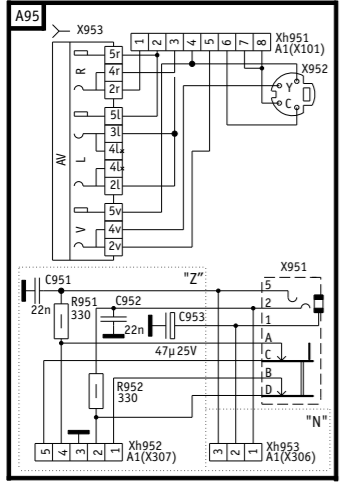 A95
X953
Xh951
A1(X101)
X952
1 2 3 4 5 6 7 8
R
5r
4r
2r
Y
C
AV
L
5l
3l
4l
4l
2l
V
5v
4v
2v
C951
22n
"Z"
X951
R951
330
C952
22n
C953
47µ 25V
5
2
1
A
C
B
D
R952
330
"N"
5 4 3 2 1
Xh952
A1(X307)
3 2 1
Xh953
A1(X306)